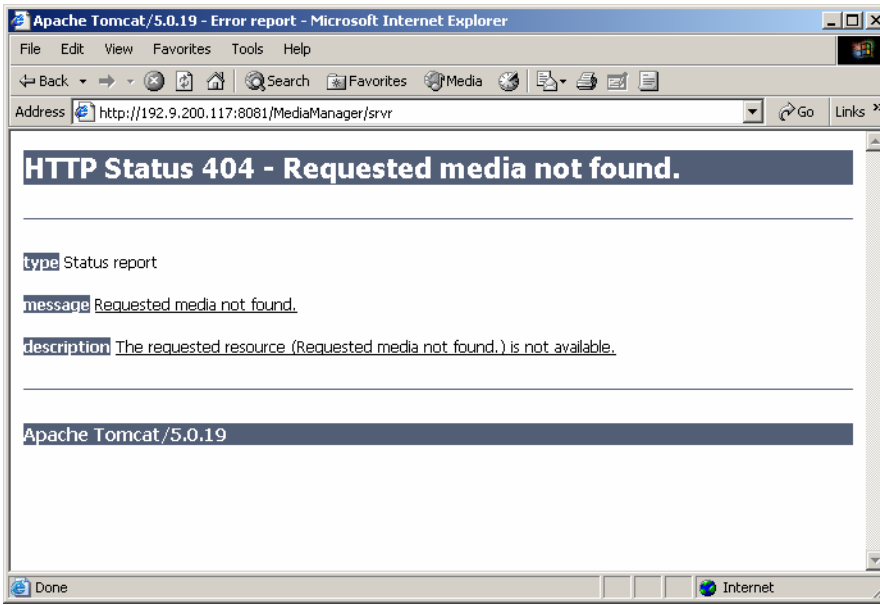 Apache Tomcat/5.0.19 - Error report - Microsoft Internet Explorer
File Edit View Favorites Tools Help
Back Search Favorites Media
Address http://192.9.200.117:8081/MediaManager/srvr Go Links »
HTTP Status 404 - Requested media not found.
type Status report
message Requested media not found.
description The requested resource (Requested media not found.) is not available.
Apache Tomcat/5.0.19
Done Internet